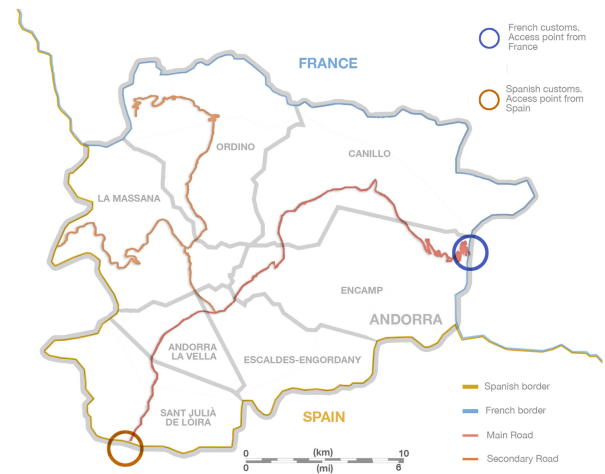 French customs.
Access point from
France
FRANCE
Spanish customs.
Access point from
Spain
ORDINO
CANILLO
LA MASSANA
ENCAMP
ANDORRA
ANDORRA
LA VELLA
ESCALDES-ENGORDANY
SANT JULIÀ
DE LÒIRA
SPAIN
Spanish border
French border
Main Road
Secondary Road
0 (km) 10
0 (mi) 6